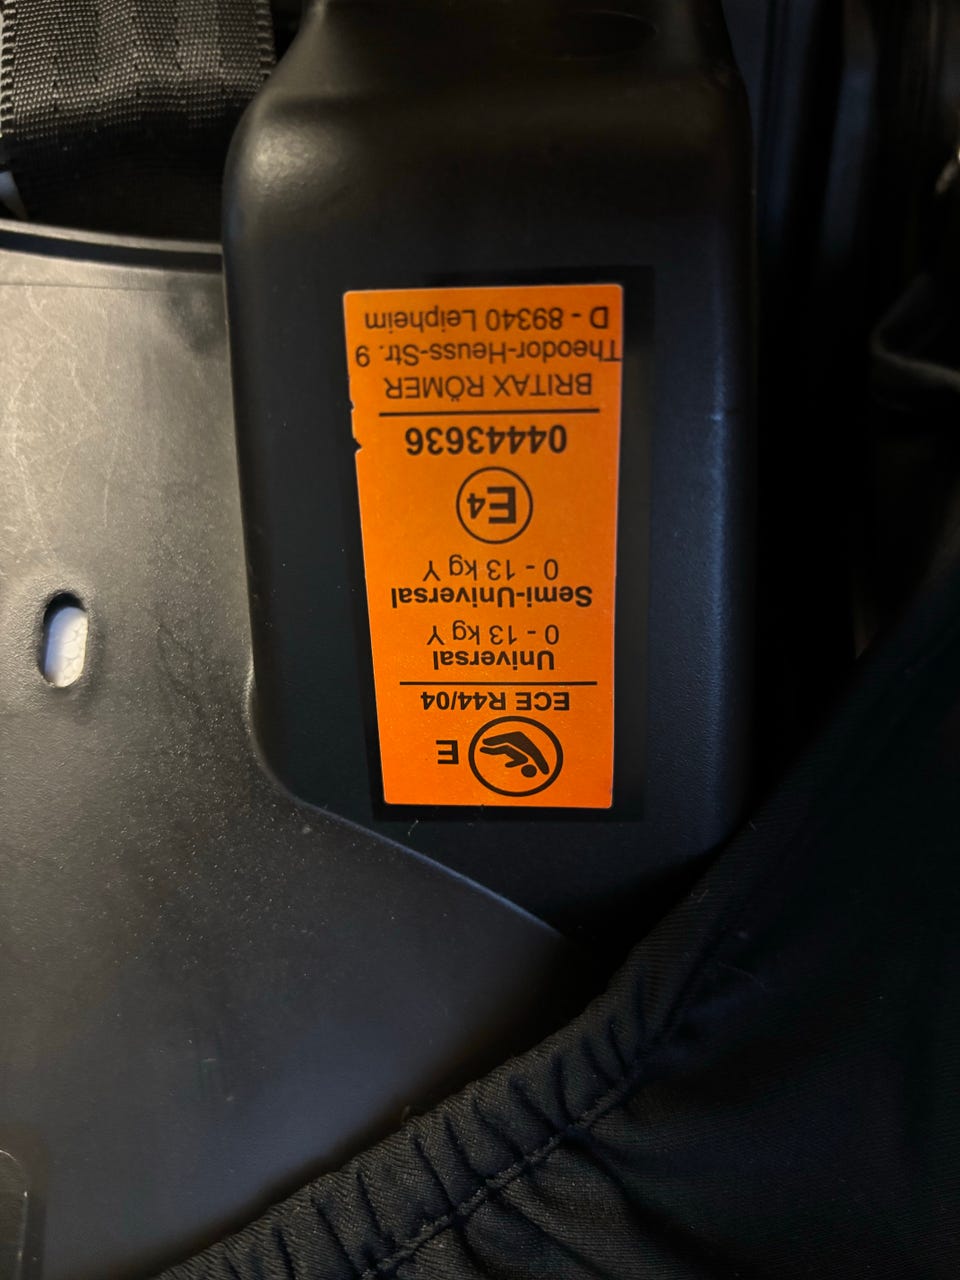 E
ECE R44/04
Universal
0 - 13 kg Y
Semi-Universal
0 - 13 kg Y
E4
04443636
BRITAX RÖMER
Theodor-Heuss-Str. 9
D - 89340 Leipheim